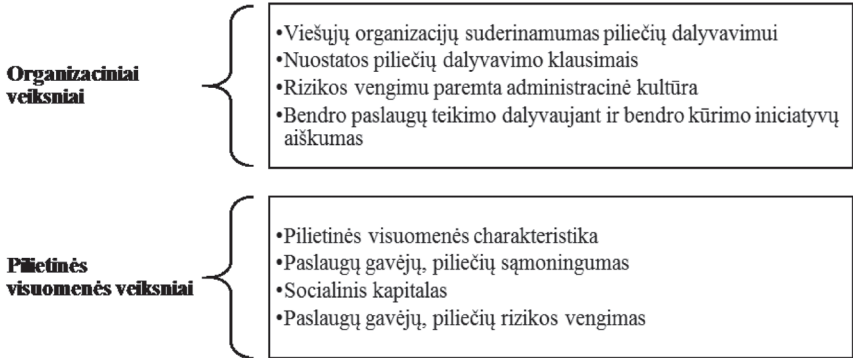 Organizaciniai
veiksniai
•Viešųjų organizacijų suderinamumas piliečių dalyvavimui
•Nuostatos piliečių dalyvavimo klausimais
•Rizikos vengimu paremta administracinė kultūra
•Bendro paslaugų teikimo dalyvaujant ir bendro kūrimo iniciatyvų
aiškumas
Pilietinės
visuomenės veiksniai
•Pilietinės visuomenės charakteristika
•Paslaugų gavėjų, piliečių sąmoningumas
•Socialinis kapitalas
•Paslaugų gavėjų, piliečių rizikos vengimas